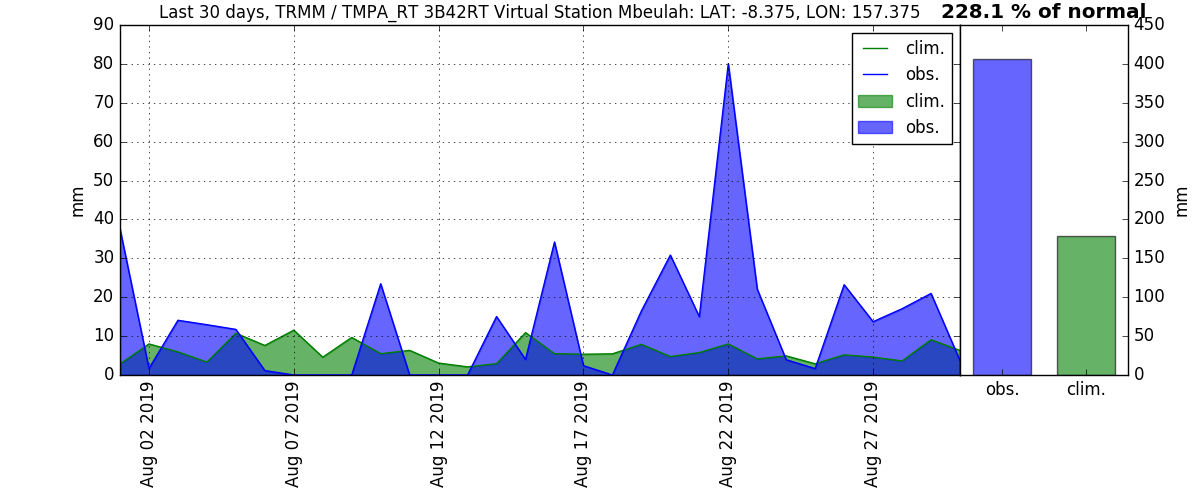 Last 30 days, TRMM / TMPA_RT 3B42RT Virtual Station Mbeulah: LAT: -8.375, LON: 157.375
228.1 % of normal
90
80
70
60
50
40
30
20
10
0
mm
clim.
obs.
clim.
obs.
Aug 02 2019
Aug 07 2019
Aug 12 2019
Aug 17 2019
Aug 22 2019
Aug 27 2019
450
400
350
300
250
200
150
100
50
0
mm
obs.
clim.